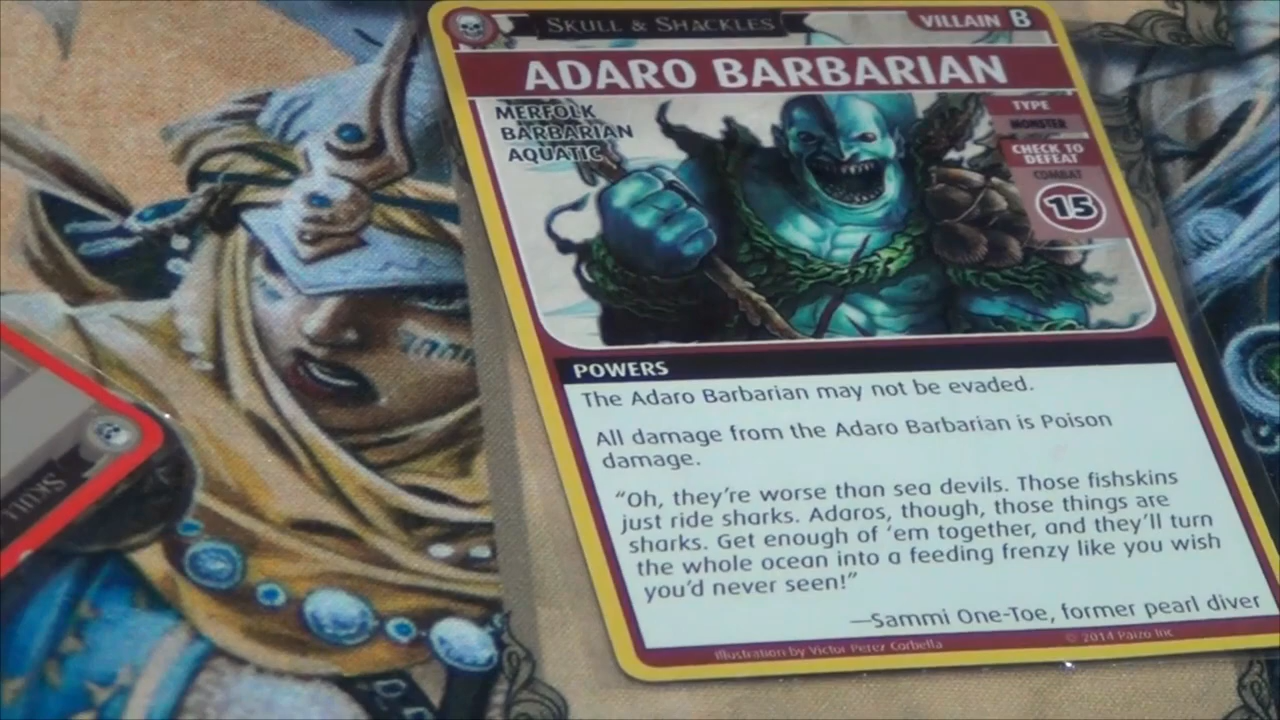 SKULL & SHACKLES
VILLAIN B
ADARO BARBARIAN
MERFOLK
BARBARIAN
AQUATIC
TYPE
MONSTER
CHECK TO
DEFEAT
COMBAT
15
POWERS
The Adaro Barbarian may not be evaded.
All damage from the Adaro Barbarian is Poison
damage.
“Oh, they’re worse than sea devils. Those fishskins
just ride sharks. Adaros, though, those things are
sharks. Get enough of ’em together, and they’ll turn
the whole ocean into a feeding frenzy like you wish
you’d never seen!”
—Sammi One-Toe, former pearl diver
Illustration by Victor Perez Corbella
© 2014 Paizo Inc
SKULL